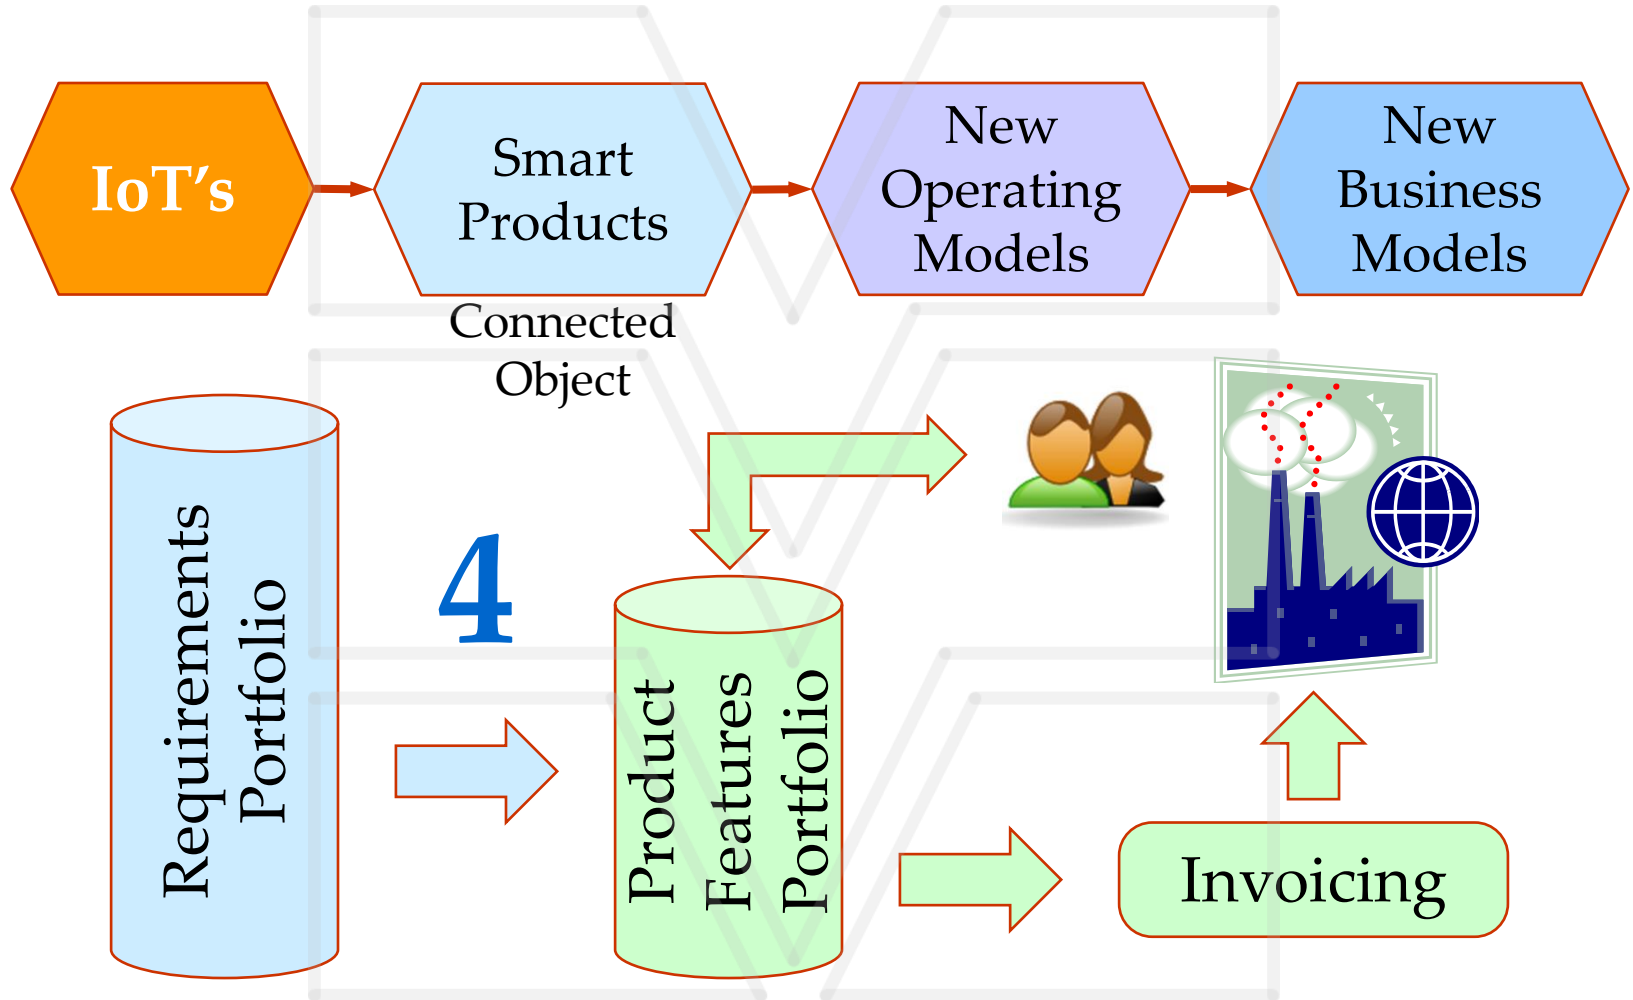 IoT’s
Smart
Products
New
Operating
Models
New
Business
Models
Connected
Object
Requirements
Portfolio
4
Product
Features
Portfolio
Invoicing